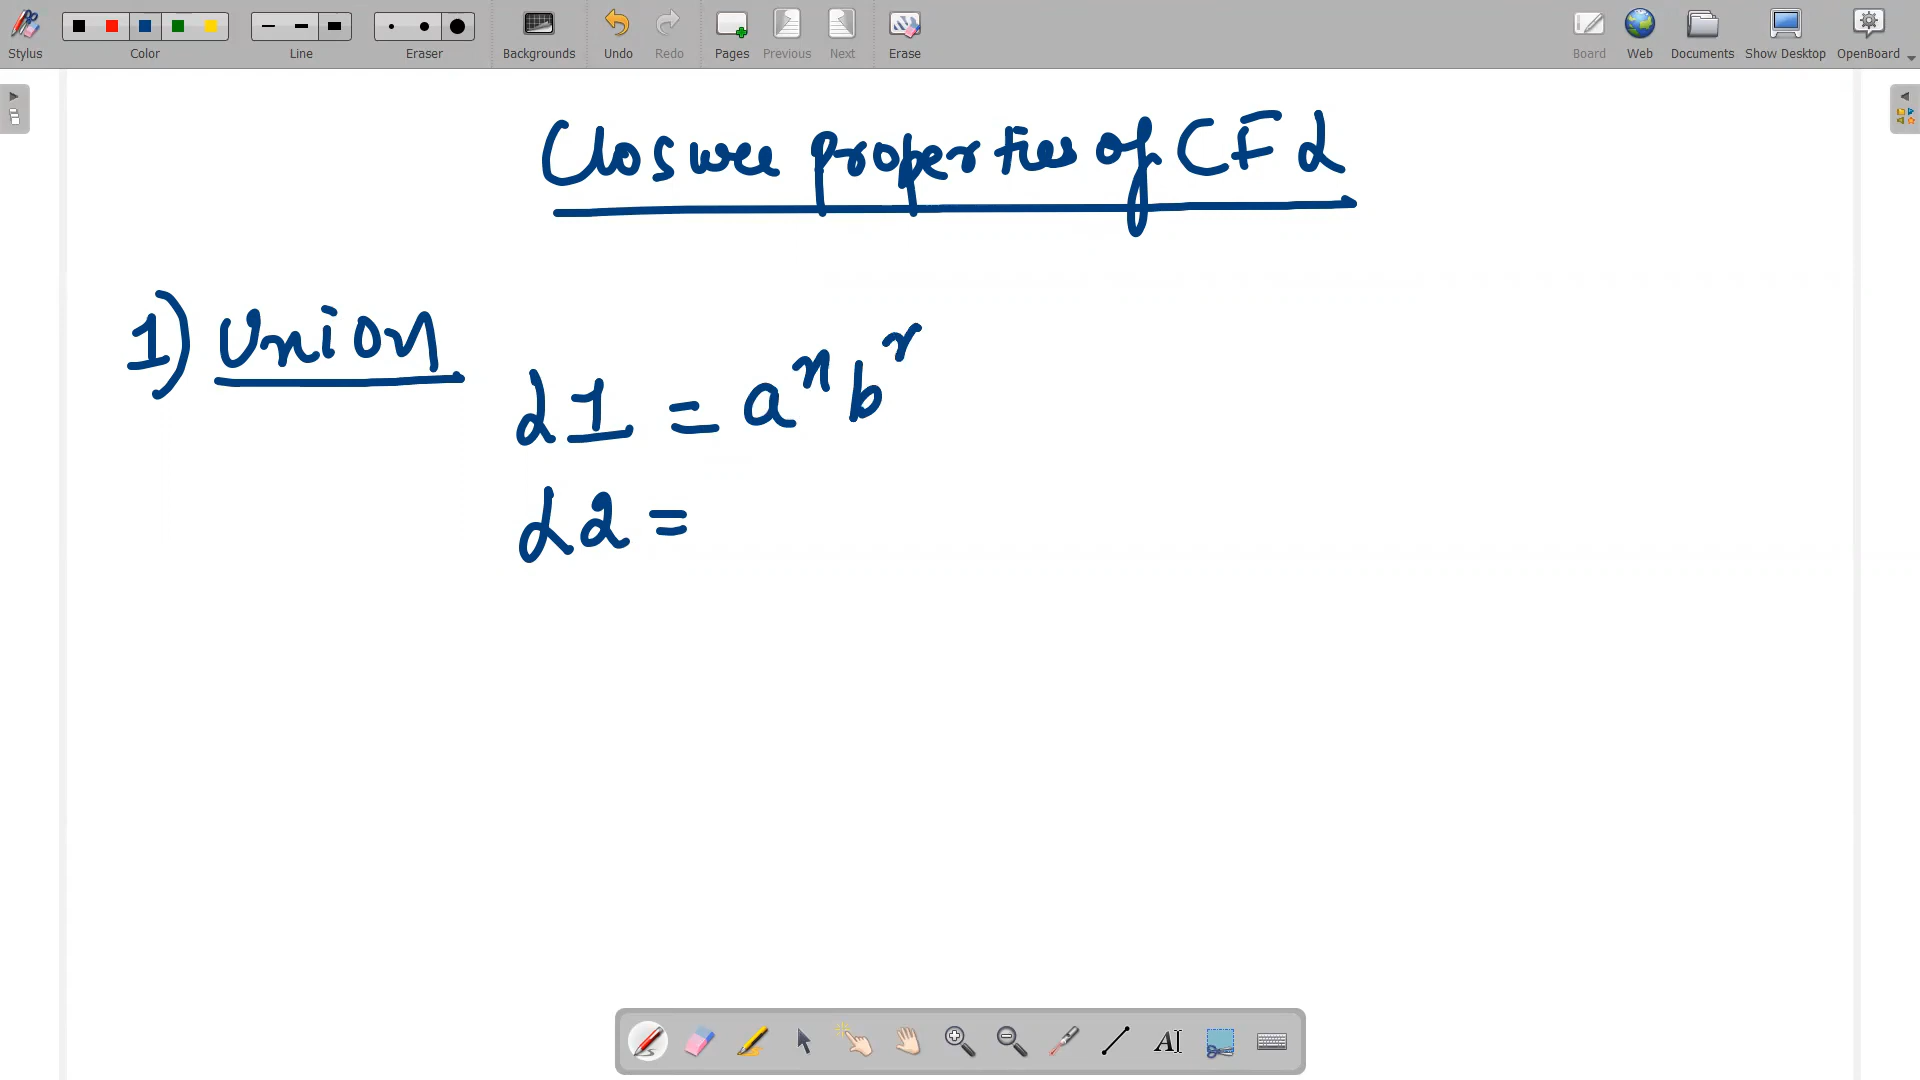 Stylus Color Line Eraser Backgrounds Undo Redo Pages Previous Next Erase Board Web Documents Show Desktop OpenBoard
Closure properties of CFL
1) Union
L1 = a^n b^n
L2 =